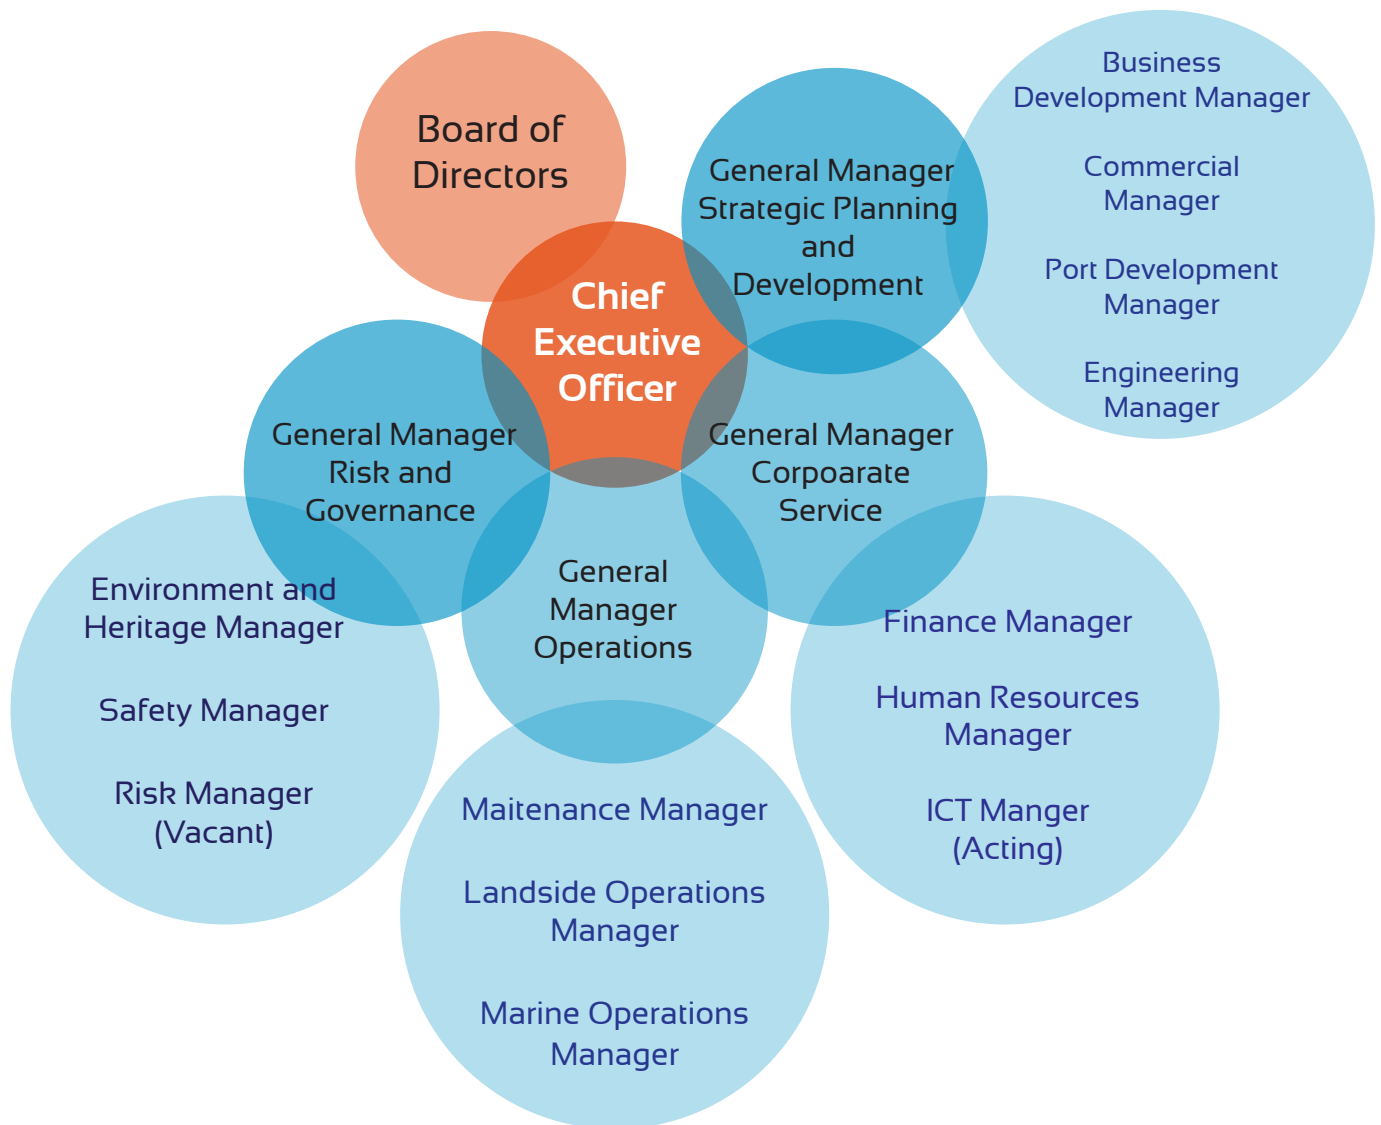 Board of
Directors
Chief
Executive
Officer
General Manager
Strategic Planning
and
Development
Business
Development Manager
Commercial
Manager
Port Development
Manager
Engineering
Manager
General Manager
Risk and
Governance
General Manager
Corpoarate
Service
General
Manager
Operations
Environment and
Heritage Manager
Safety Manager
Risk Manager
(Vacant)
Maitenance Manager
Landside Operations
Manager
Marine Operations
Manager
Finance Manager
Human Resources
Manager
ICT Manger
(Acting)